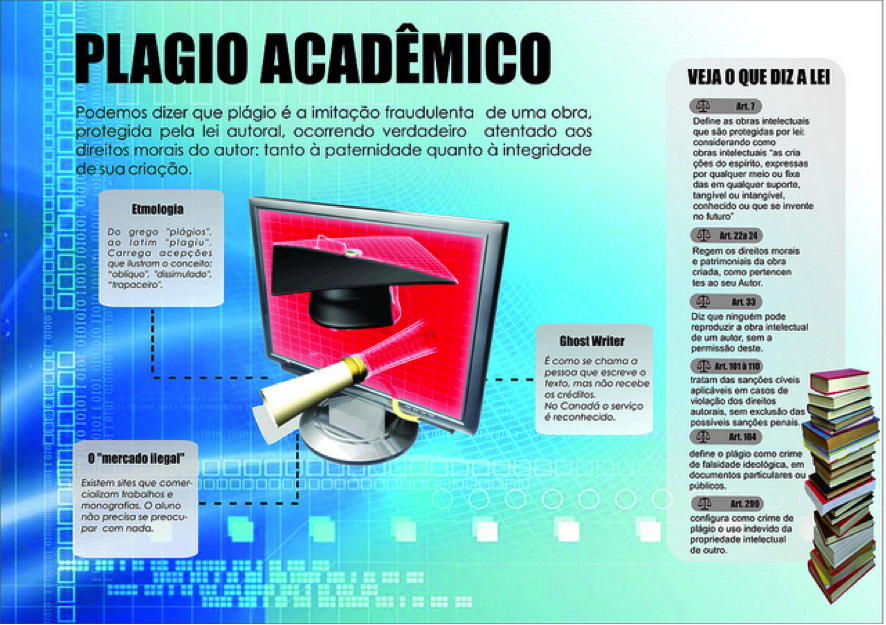 PLAGIO ACADÊMICO
Podemos dizer que plágio é a imitação fraudulenta de uma obra,
protegida pela lei autoral, ocorrendo verdadeiro atentado aos
direitos morais do autor: tanto à paternidade quanto à integridade
de sua criação.
Etmologia
Do grego "plágios",
ao latim "plagiu".
Carrega acepções
que ilustram o conceito:
"oblíquo", "dissimulado",
"trapaceiro".
Ghost Writer
É como se chama a
pessoa que escreve o
texto, mas não recebe
os créditos.
No Canadá o serviço
é reconhecido.
O "mercado ilegal"
Existem sites que comer-
cializam trabalhos e
monografias. O aluno
não precisa se preocu-
par com nada.
VEJA O QUE DIZ A LEI
Art. 7
Define as obras intelectuais
que são protegidas por lei:
considerando como
obras intelectuais "as cria
ções do espírito, expressas
por qualquer meio ou fixa
das em qualquer suporte,
tangível ou intangível,
conhecido ou que se invente
no futuro"
Art. 22 a 24
Regem os direitos morais
e patrimoniais da obra
criada, como pertencen
tes ao seu Autor.
Art. 33
Diz que ninguém pode
reproduzir a obra intelectual
de um autor, sem a
permissão deste.
Art. 101 à 110
tratam das sanções cíveis
aplicáveis em casos de
violação dos direitos
autorais, sem exclusão das
possíveis sanções penais.
Art. 184
define o plágio como crime
de falsidade ideológica, em
documentos particulares ou
públicos.
Art. 299
configura como crime de
plágio o uso indevido da
propriedade intelectual
de outro.